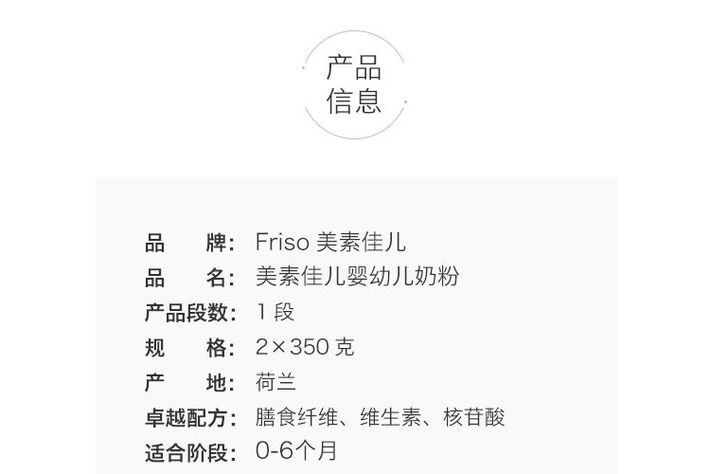 产品
信息
品 牌： Friso 美素佳儿
品 名： 美素佳儿婴幼儿奶粉
产品段数： 1 段
规 格： 2×350 克
产 地： 荷兰
卓越配方： 膳食纤维、维生素、核苷酸
适合阶段： 0-6个月